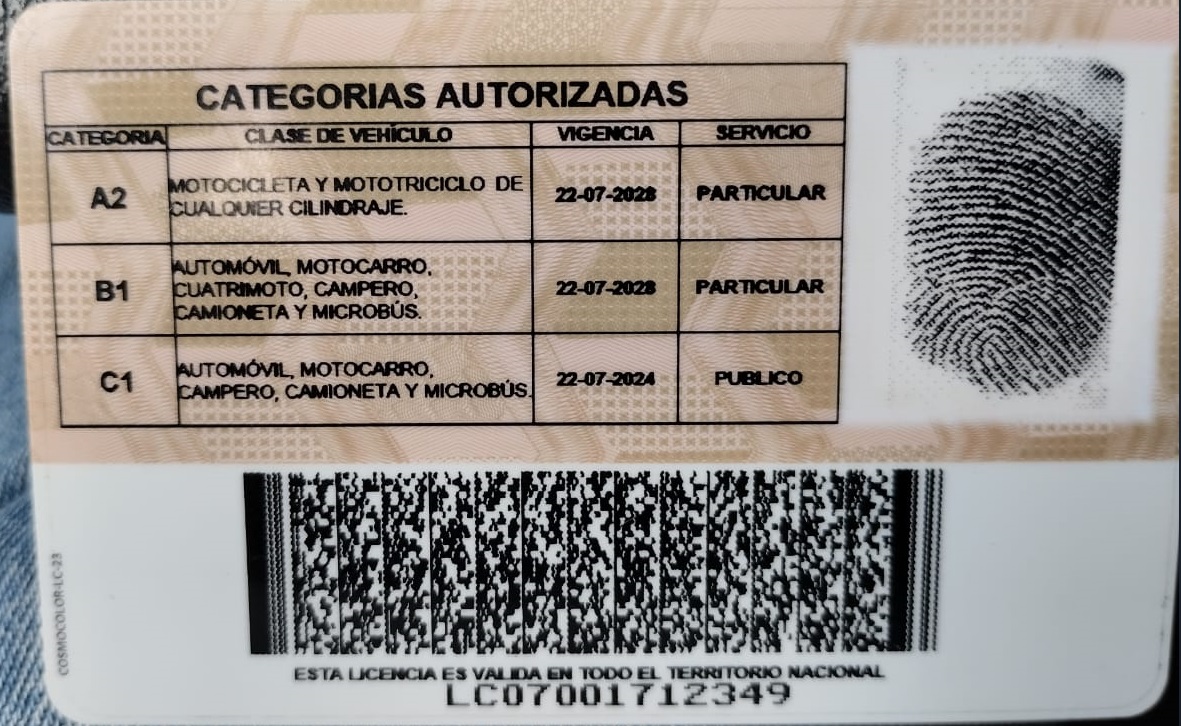 CATEGORIAS AUTORIZADAS
CATEGORIA CLASE DE VEHÍCULO VIGENCIA SERVICIO
A2 MOTOCICLETA Y MOTOTRICICLO DE CUALQUIER CILINDRAJE. 22-07-2028 PARTICULAR
B1 AUTOMÓVIL, MOTOCARRO, CUATRIMOTO, CAMPERO, CAMIONETA Y MICROBÚS. 22-07-2028 PARTICULAR
C1 AUTOMÓVIL, MOTOCARRO, CAMPERO, CAMIONETA Y MICROBÚS. 22-07-2024 PUBLICO
COSMOCOLOR-LC-23
ESTA LICENCIA ES VALIDA EN TODO EL TERRITORIO NACIONAL
LC07001712349